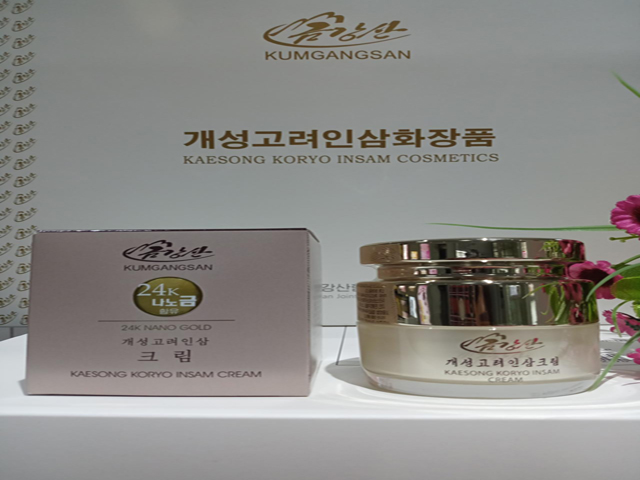 금강산
KUMGANGSAN
개성고려인삼화장품
KAESONG KORYO INSAM COSMETICS
금강산
KUMGANGSAN
24K
나노금
함유
24K NANO GOLD
개성고려인삼
크림
KAESONG KORYO INSAM CREAM
금강산
개성고려인삼크림
KAESONG KORYO INSAM
CREAM